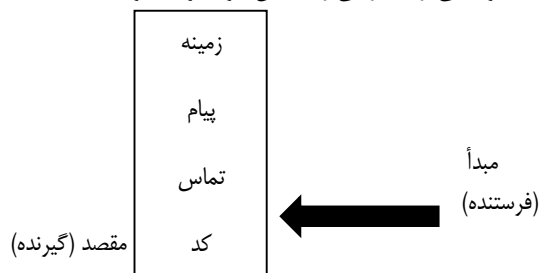 زمینه
پیام
تماس
کد
مبدأ
(فرستنده)
مقصد (گیرنده)